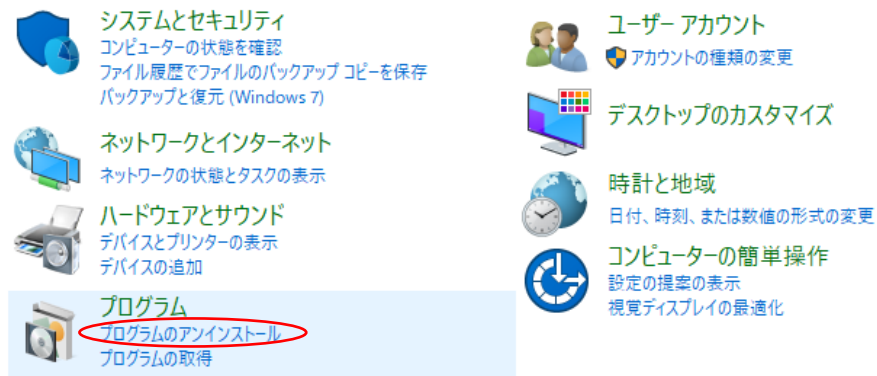 システムとセキュリティ
コンピューターの状態を確認
ファイル履歴でファイルのバックアップ コピーを保存
バックアップと復元 (Windows 7)
ネットワークとインターネット
ネットワークの状態とタスクの表示
ハードウェアとサウンド
デバイスとプリンターの表示
デバイスの追加
プログラム
プログラムのアンインストール
プログラムの取得
ユーザー アカウント
アカウントの種類の変更
デスクトップのカスタマイズ
時計と地域
日付、時刻、または数値の形式の変更
コンピューターの簡単操作
設定の提案の表示
視覚ディスプレイの最適化